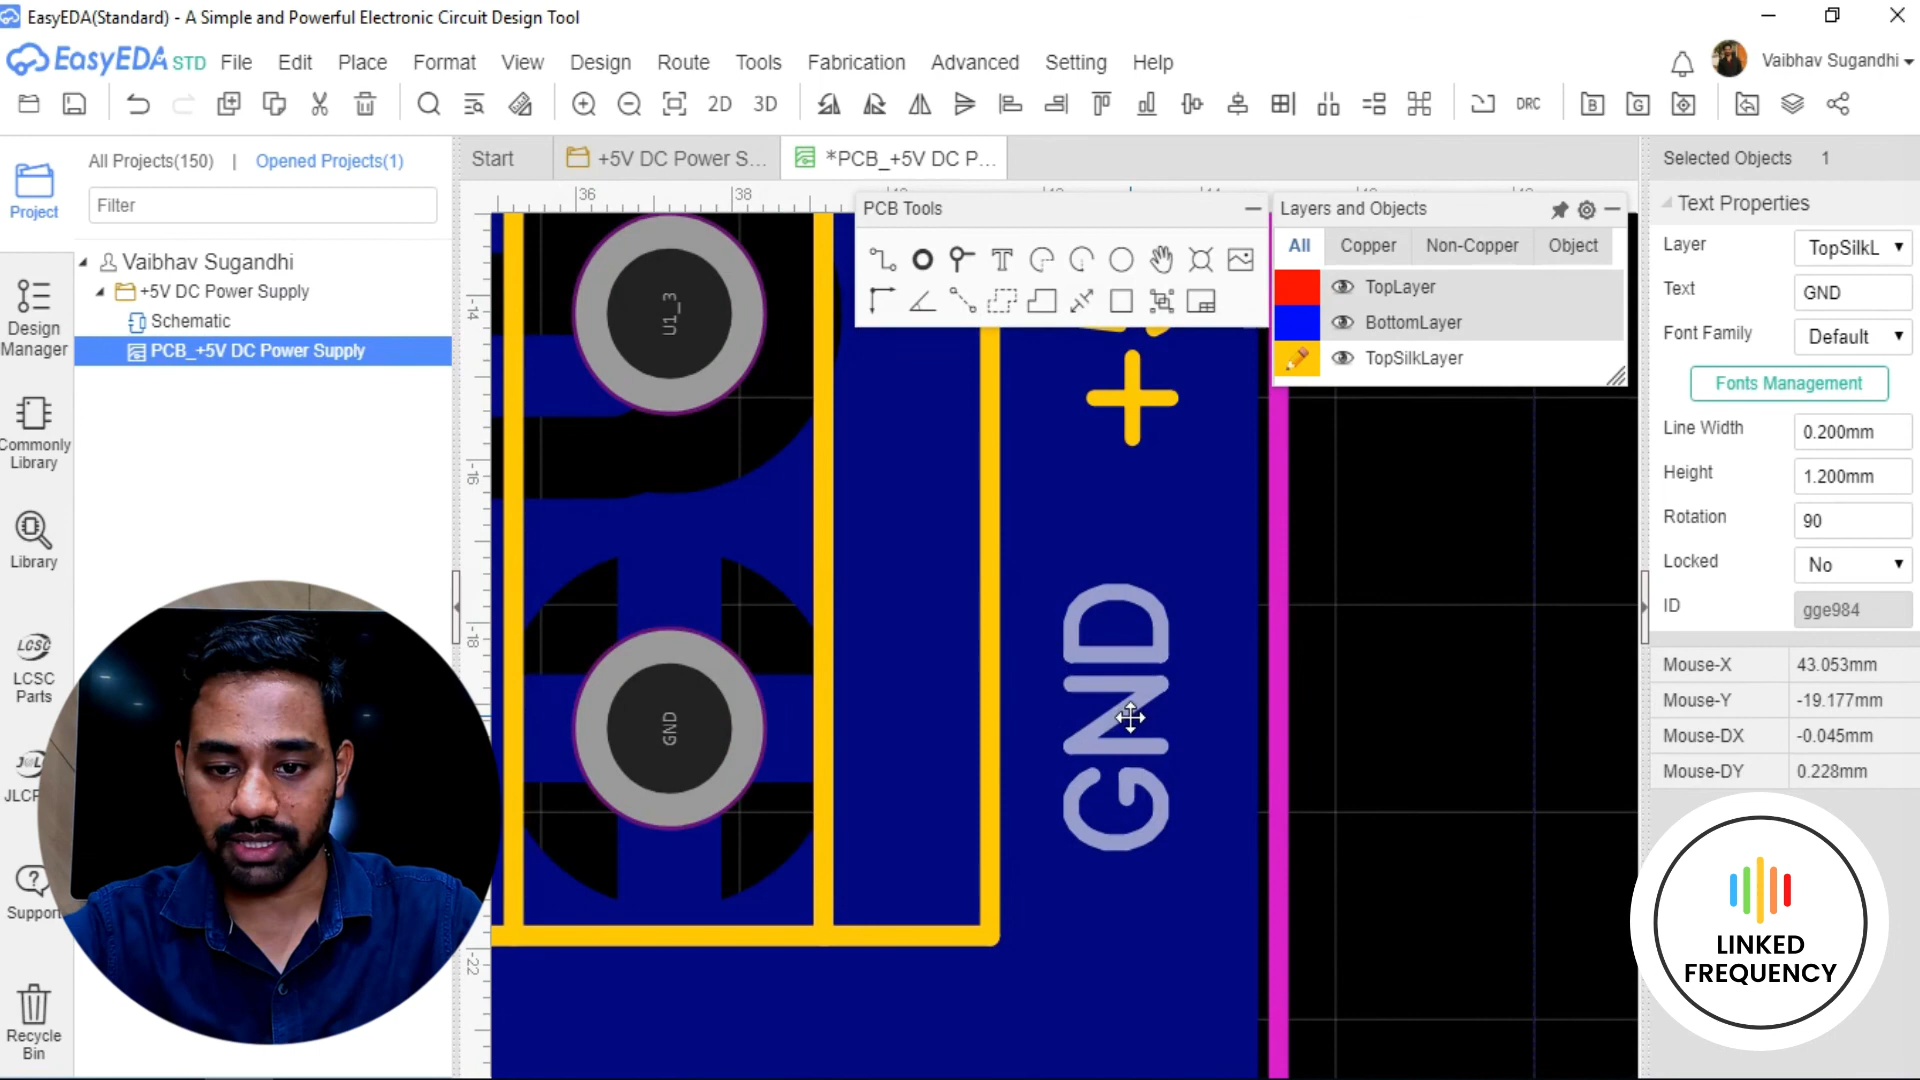 EasyEDA(Standard) - A Simple and Powerful Electronic Circuit Design Tool
EasyEDA STD File Edit Place Format View Design Route Tools Fabrication Advanced Setting Help Vaibhav Sugandhi
2D 3D DRC
Project
All Projects(150) | Opened Projects(1)
Filter
Vaibhav Sugandhi
+5V DC Power Supply
Schematic
PCB_+5V DC Power Supply
Design
Manager
Commonly
Library
Library
LCSC
LCSC
Parts
Support
Recycle
Bin
Start +5V DC Power S... *PCB_+5V DC P...
36 38
-14
-16
-18
-22
U1_3
GND
+
GND
PCB Tools
Layers and Objects
All Copper Non-Copper Object
TopLayer
BottomLayer
TopSilkLayer
Selected Objects 1
Text Properties
Layer TopSilkL
Text GND
Font Family Default
Fonts Management
Line Width 0.200mm
Height 1.200mm
Rotation 90
Locked No
ID gge984
Mouse-X 43.053mm
Mouse-Y -19.177mm
Mouse-DX -0.045mm
Mouse-DY 0.228mm
LINKED
FREQUENCY